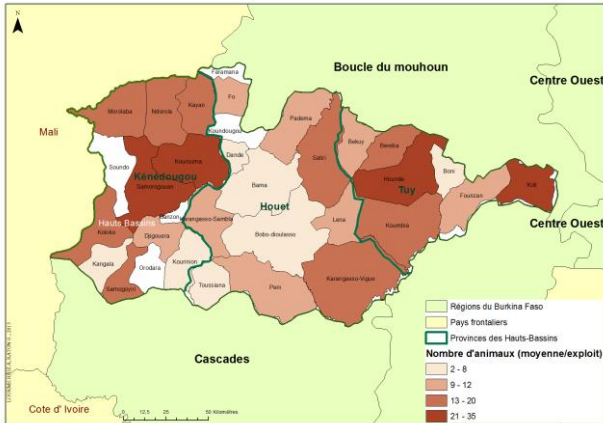 N
Faramana
Boucle du mouhoun
Centre Ouest
Fo
Kayan
Morolaba
Ndorola
Mali
Padema
Koundougou
Satiri
Bekuy
Bereba
Dande
Kourouma
Soundo
Hounde
Boni
Koti
Kénédougou
Samorogouan
Bama
Tuy
Founzan
Houet
Banzon
Karangasso-Sambla
Lena
Koumba
Centre Ouest
Hauts Bassins
Koloko
Djigouera
Bobo-dioulasso
Kangala
Orodara
Kourinion
Karangasso-Vigue
Samogoyiri
Toussiana
Peni
Régions du Burkina Faso
Pays frontaliers
Provinces des Hauts-Bassins
Nombre d'animaux (moyenne/exploit)
Cascades
2 - 8
9 - 12
Cote d' Ivoire
13 - 20
0 12.5 25 50 Kilomètres
21 - 35